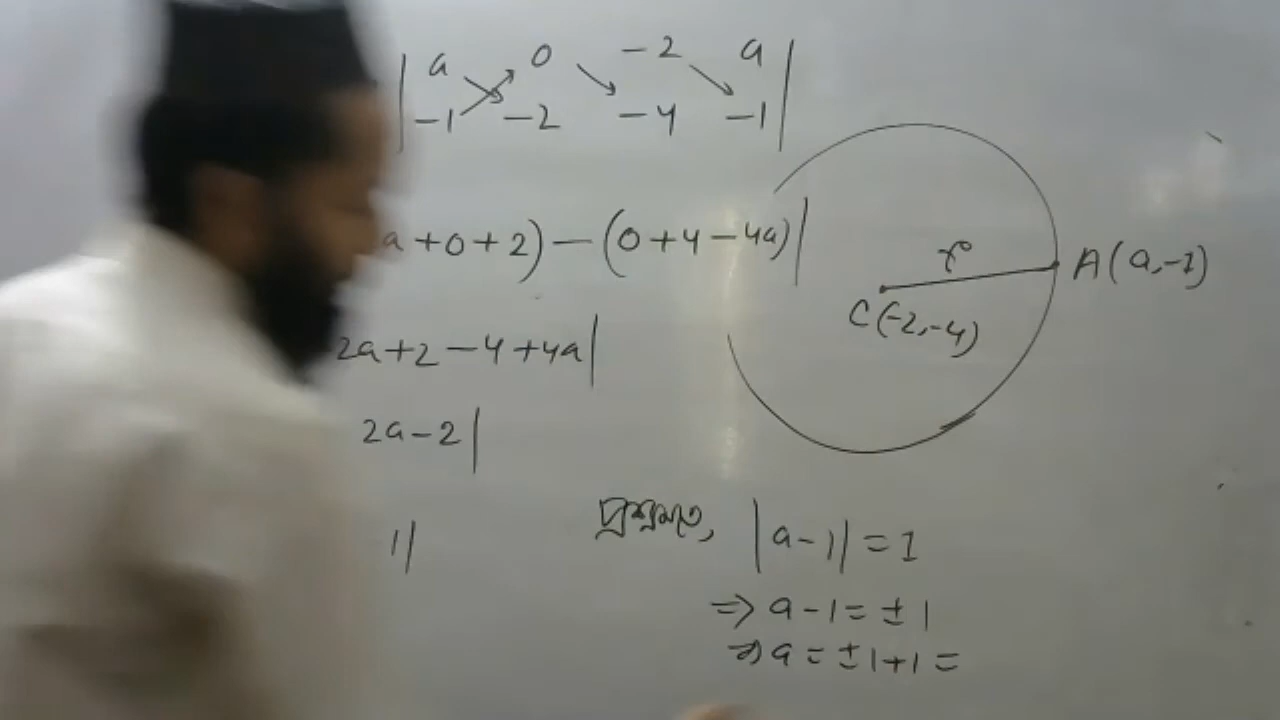 | a 0 -2 a |
| -1 -2 -4 -1 |
a + 0 + 2) - (0 + 4 - 4a)|
2a + 2 - 4 + 4a|
2a - 2|
1|
r
A(a,-1)
C(-2,-4)
প্রশ্নমতে, |a - 1| = 1
⇒ a - 1 = ± 1
⇒ a = ± 1 + 1 =